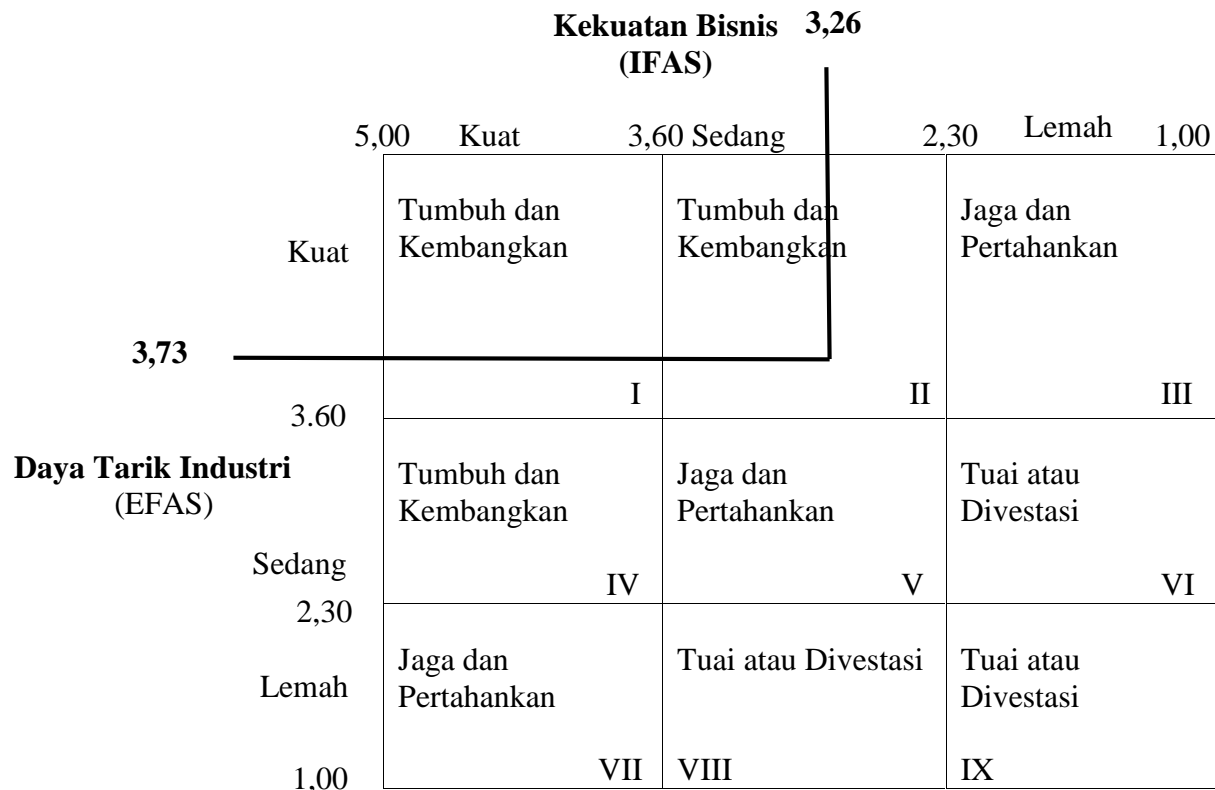 Kekuatan Bisnis 3,26
(IFAS)
5,00 Kuat 3,60 Sedang 2,30 Lemah 1,00
Tumbuh dan
Kembangkan
Tumbuh dan
Kembangkan
Jaga dan
Pertahankan
Kuat
3,73
I
II
III
3.60
Daya Tarik Industri
(EFAS)
Tumbuh dan
Kembangkan
Jaga dan
Pertahankan
Tuai atau
Divestasi
Sedang
IV
V
VI
2,30
Jaga dan
Pertahankan
Tuai atau Divestasi
Tuai atau
Divestasi
Lemah
VII
VIII
IX
1,00